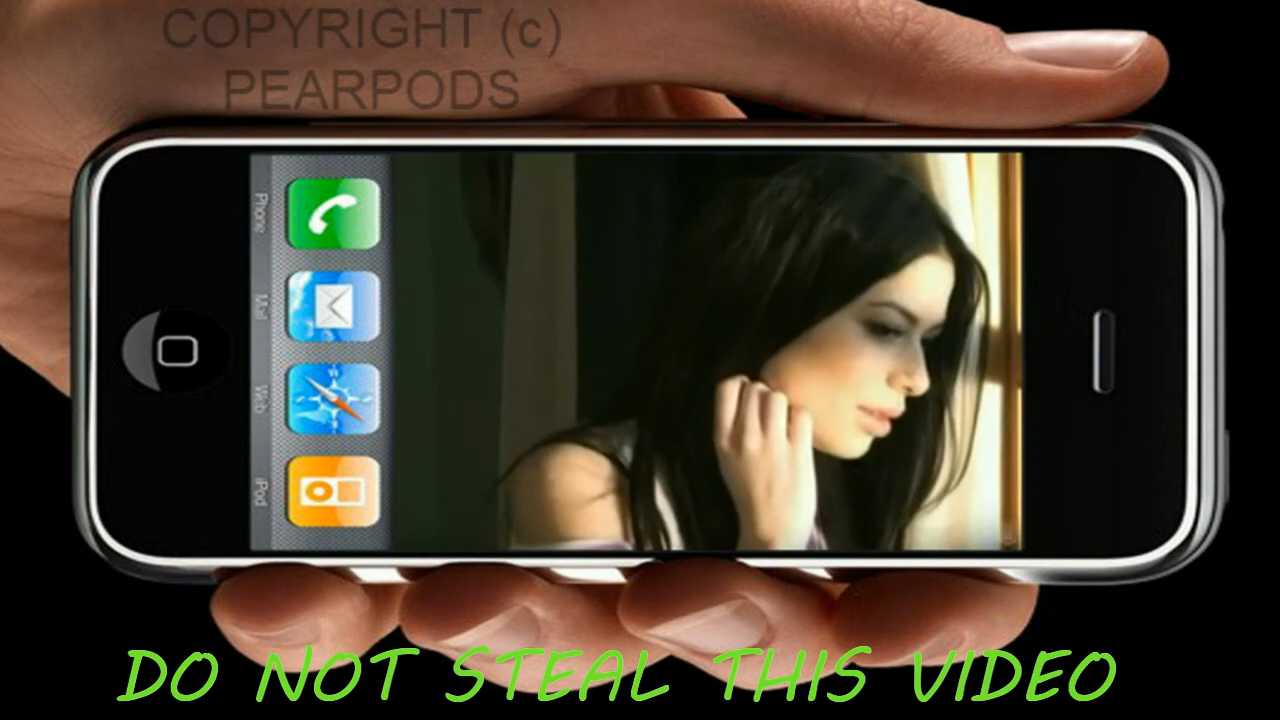 COPYRIGHT (c)
PEARPODS
Phone
Mail
Web
iPod
DO NOT STEAL THIS VIDEO